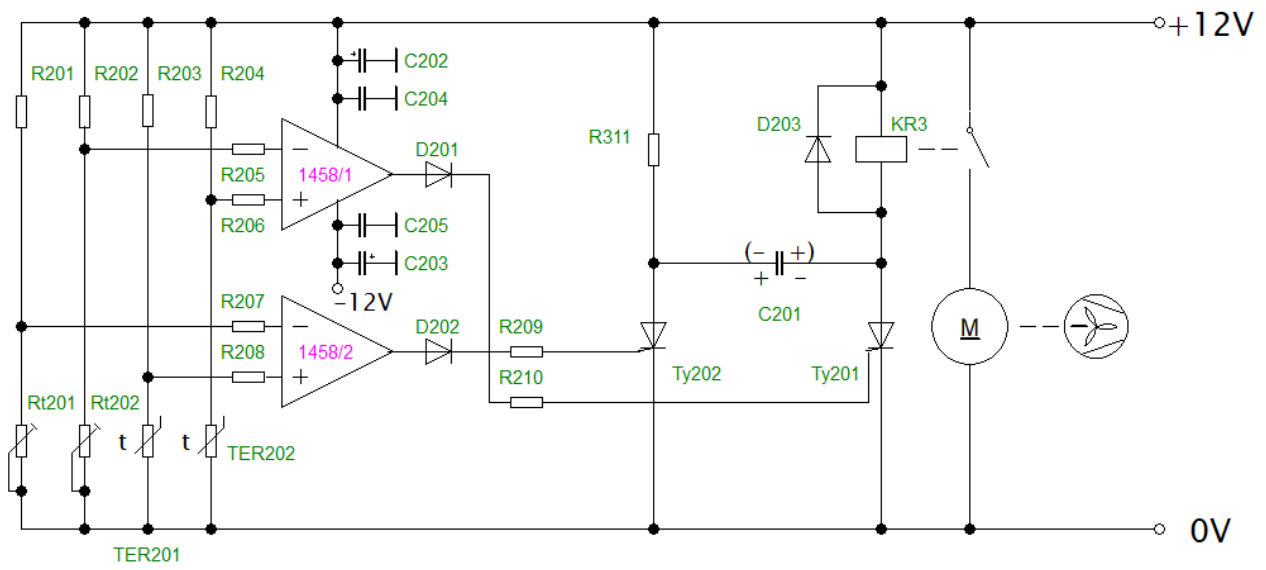 +12V
R201 R202 R203 R204
C202
C204
R311
D203
KR3
D201
− 1458/1 +
R205
R206
C205
C203
−12V
(− +)
+ −
C201
R207
D202
R209
M
− 1458/2 +
R208
R210
Ty202
Ty201
Rt201 Rt202
t t
TER202
0V
TER201